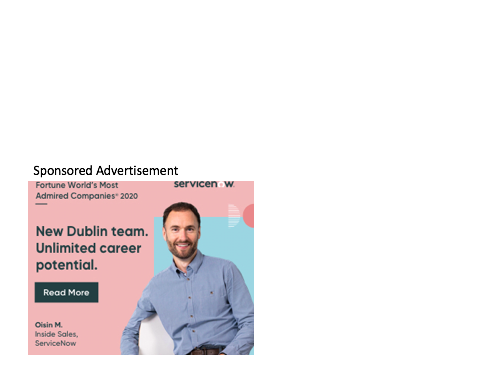 Sponsored Advertisement
Fortune World's Most
servicenow.
Admired Companies® 2020
New Dublin team.
Unlimited career
potential.
Read More
Oisin M.
Inside Sales,
ServiceNow